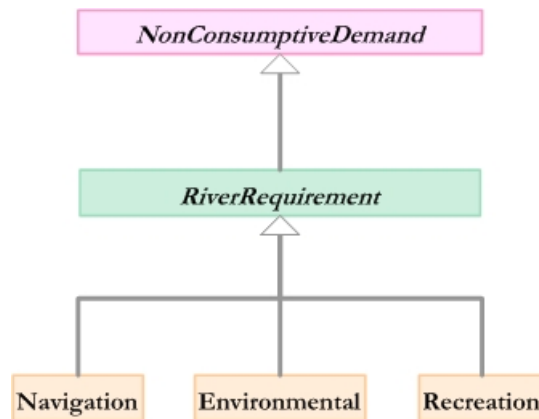 NonConsumptiveDemand
RiverRequirement
Navigation
Environmental
Recreation